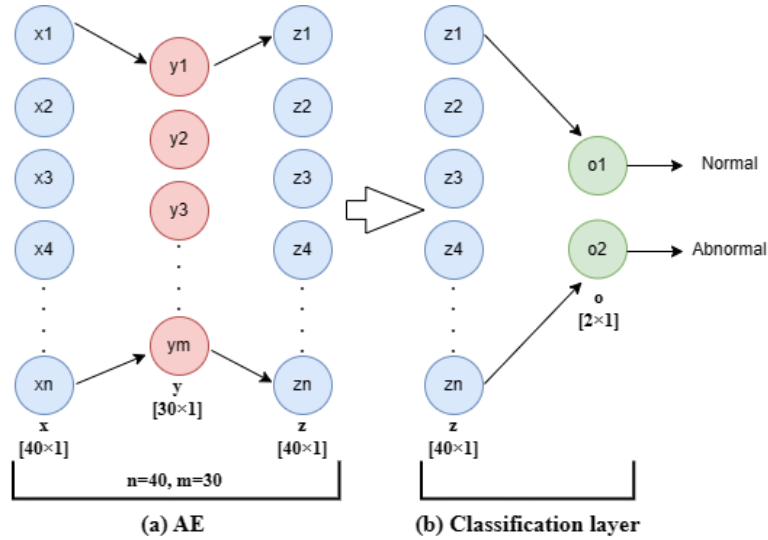 x1
x2
x3
x4
xn
x
[40×1]
y1
y2
y3
ym
y
[30×1]
z1
z2
z3
z4
zn
z
[40×1]
n=40, m=30
(a) AE
z1
z2
z3
z4
zn
z
[40×1]
o1
o2
o
[2×1]
Normal
Abnormal
(b) Classification layer